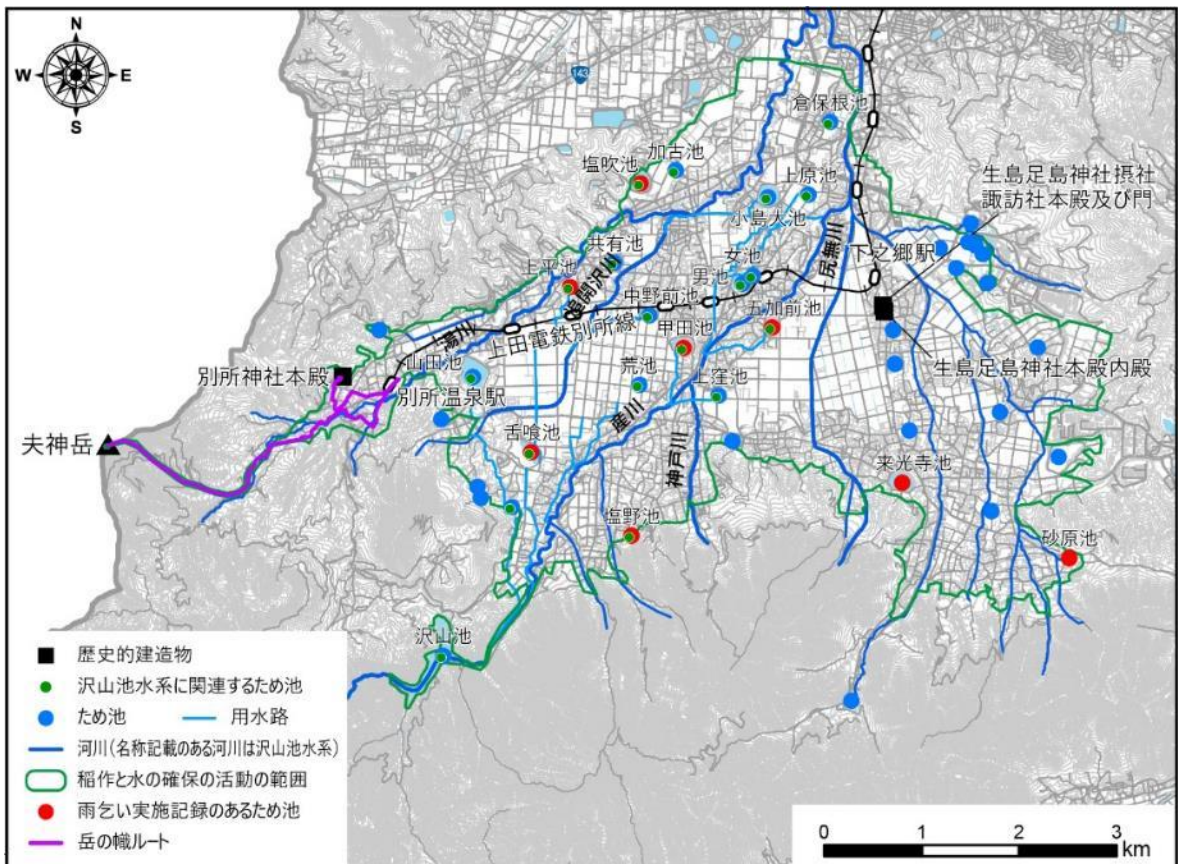 N
W E
S
143
倉保根池
加古池
塩吹池
上原池
生島足島神社摂社
諏訪社本殿及び門
小島大池
共有池
女池
尻無川
下之郷駅
上平池
追開沢川
男池
中野前池
五加前池
湯川
上田電鉄別所線
甲田池
山田池
別所神社本殿
荒池
上窪池
生島足島神社本殿内殿
別所温泉駅
産川
夫神岳
舌喰池
神戸川
来光寺池
塩野池
砂原池
沢山池
歴史的建造物
沢山池水系に関連するため池
ため池 用水路
河川(名称記載のある河川は沢山池水系)
稲作と水の確保の活動の範囲
雨乞い実施記録のあるため池
岳の幟ルート
0 1 2 3
km